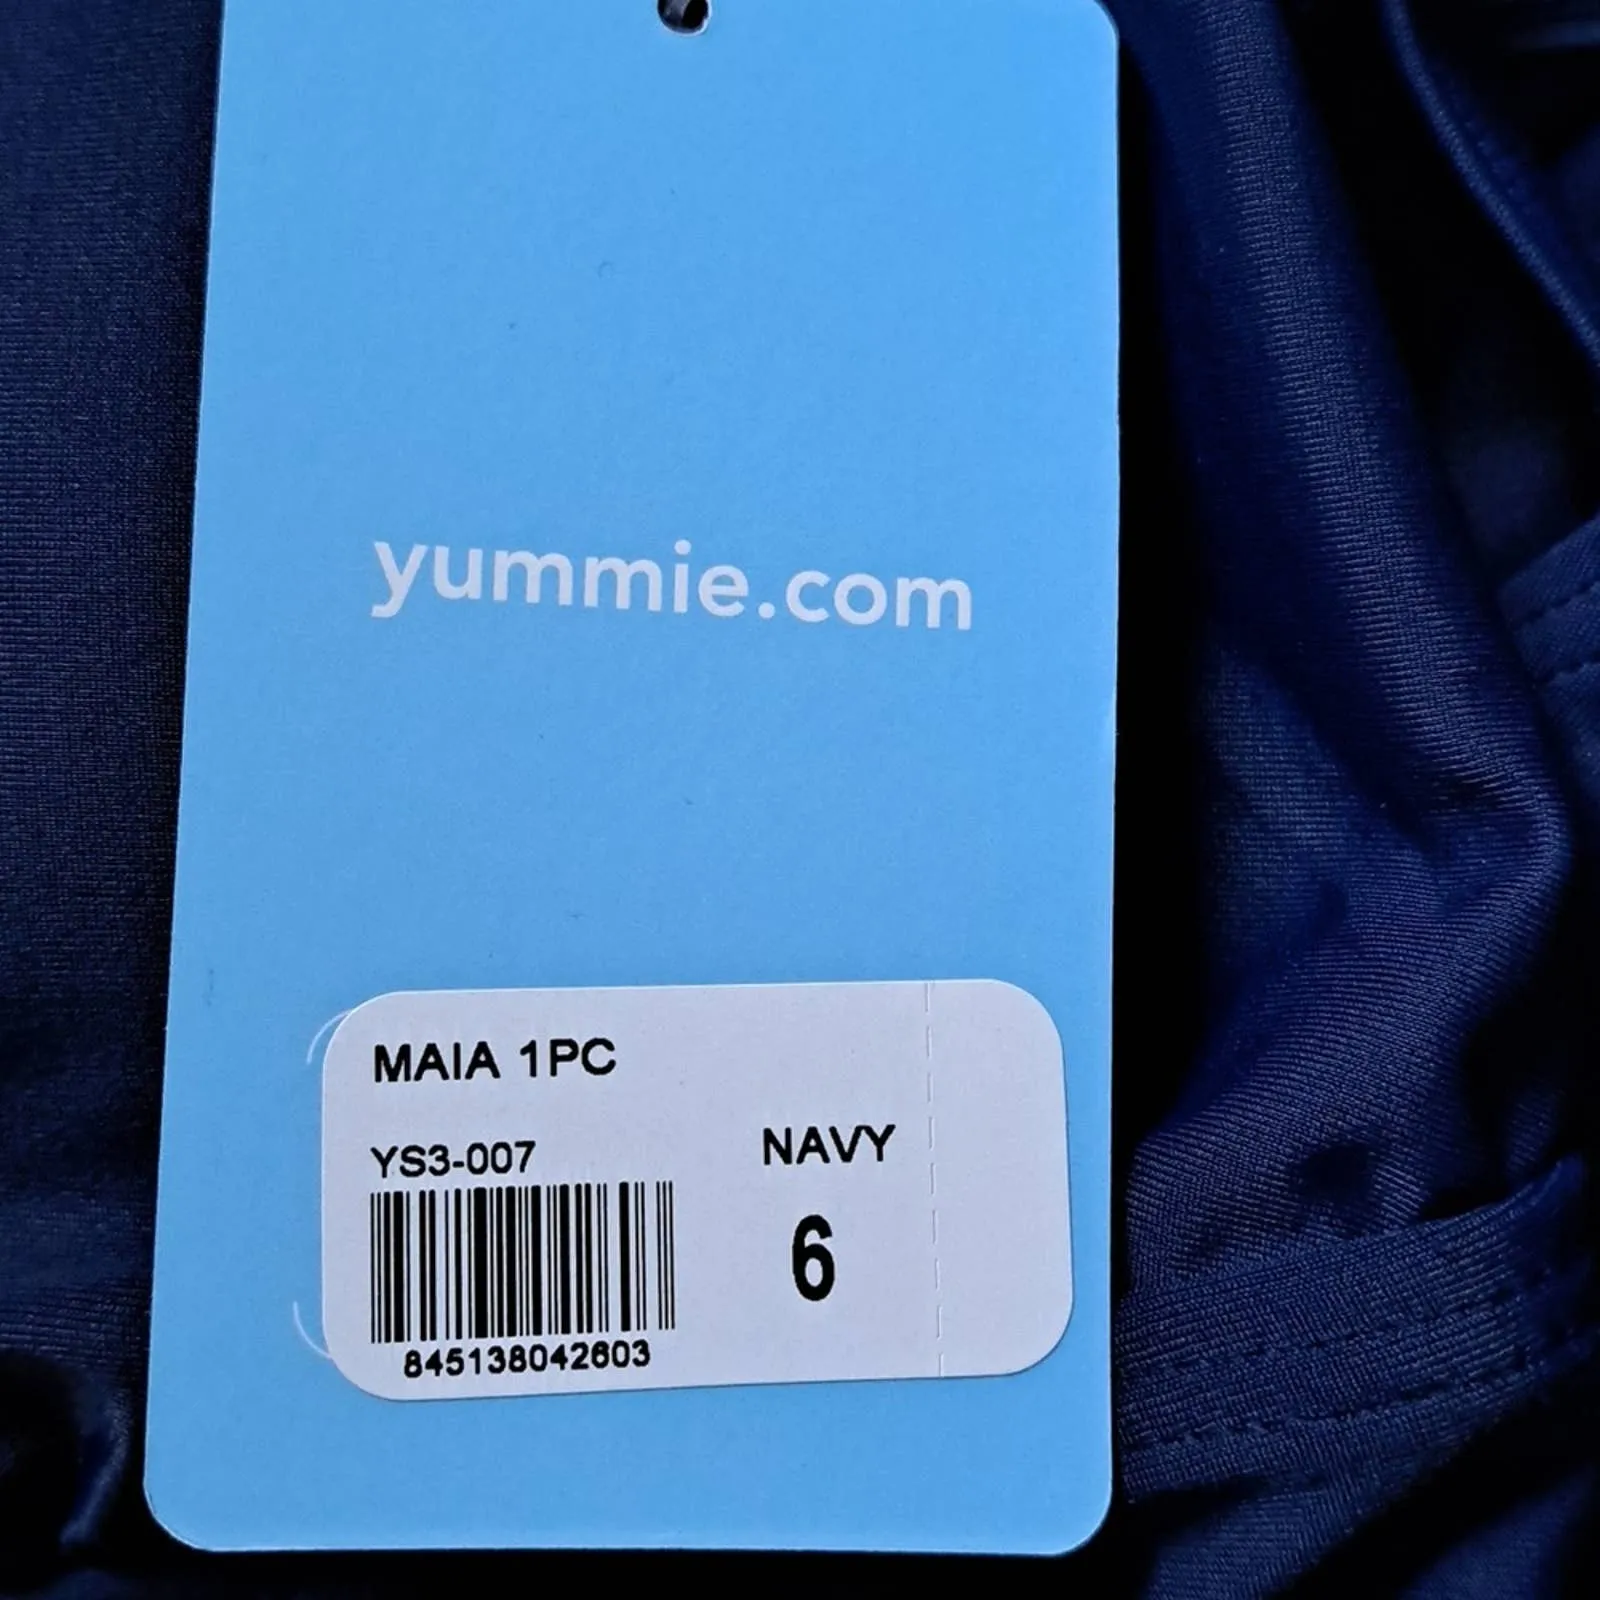 yummie.com
MAIA 1PC
YS3-007
NAVY
6
845138042603